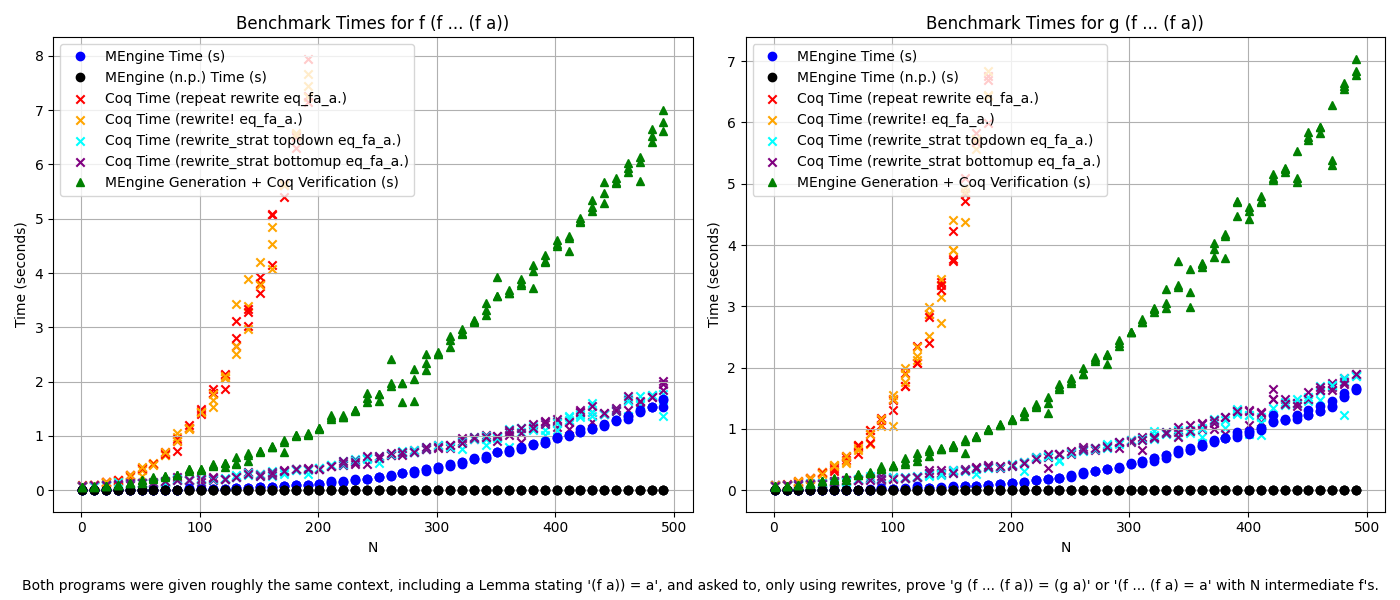 Benchmark Times for f (f ... (f a))
MEngine Time (s)
MEngine (n.p.) Time (s)
Coq Time (repeat rewrite eq_fa_a.)
Coq Time (rewrite! eq_fa_a.)
Coq Time (rewrite_strat topdown eq_fa_a.)
Coq Time (rewrite_strat bottomup eq_fa_a.)
MEngine Generation + Coq Verification (s)
Time (seconds)
8
7
6
5
4
3
2
1
0
0 100 200 300 400 500
N
Benchmark Times for g (f ... (f a))
MEngine Time (s)
MEngine Time (n.p.) (s)
Coq Time (repeat rewrite eq_fa_a.)
Coq Time (rewrite! eq_fa_a.)
Coq Time (rewrite_strat topdown eq_fa_a.)
Coq Time (rewrite_strat bottomup eq_fa_a.)
MEngine Generation + Coq Verification (s)
Time (seconds)
7
6
5
4
3
2
1
0
0 100 200 300 400 500
N
Both programs were given roughly the same context, including a Lemma stating '(f a)) = a', and asked to, only using rewrites, prove 'g (f ... (f a)) = (g a)' or '(f ... (f a) = a' with N intermediate f's.